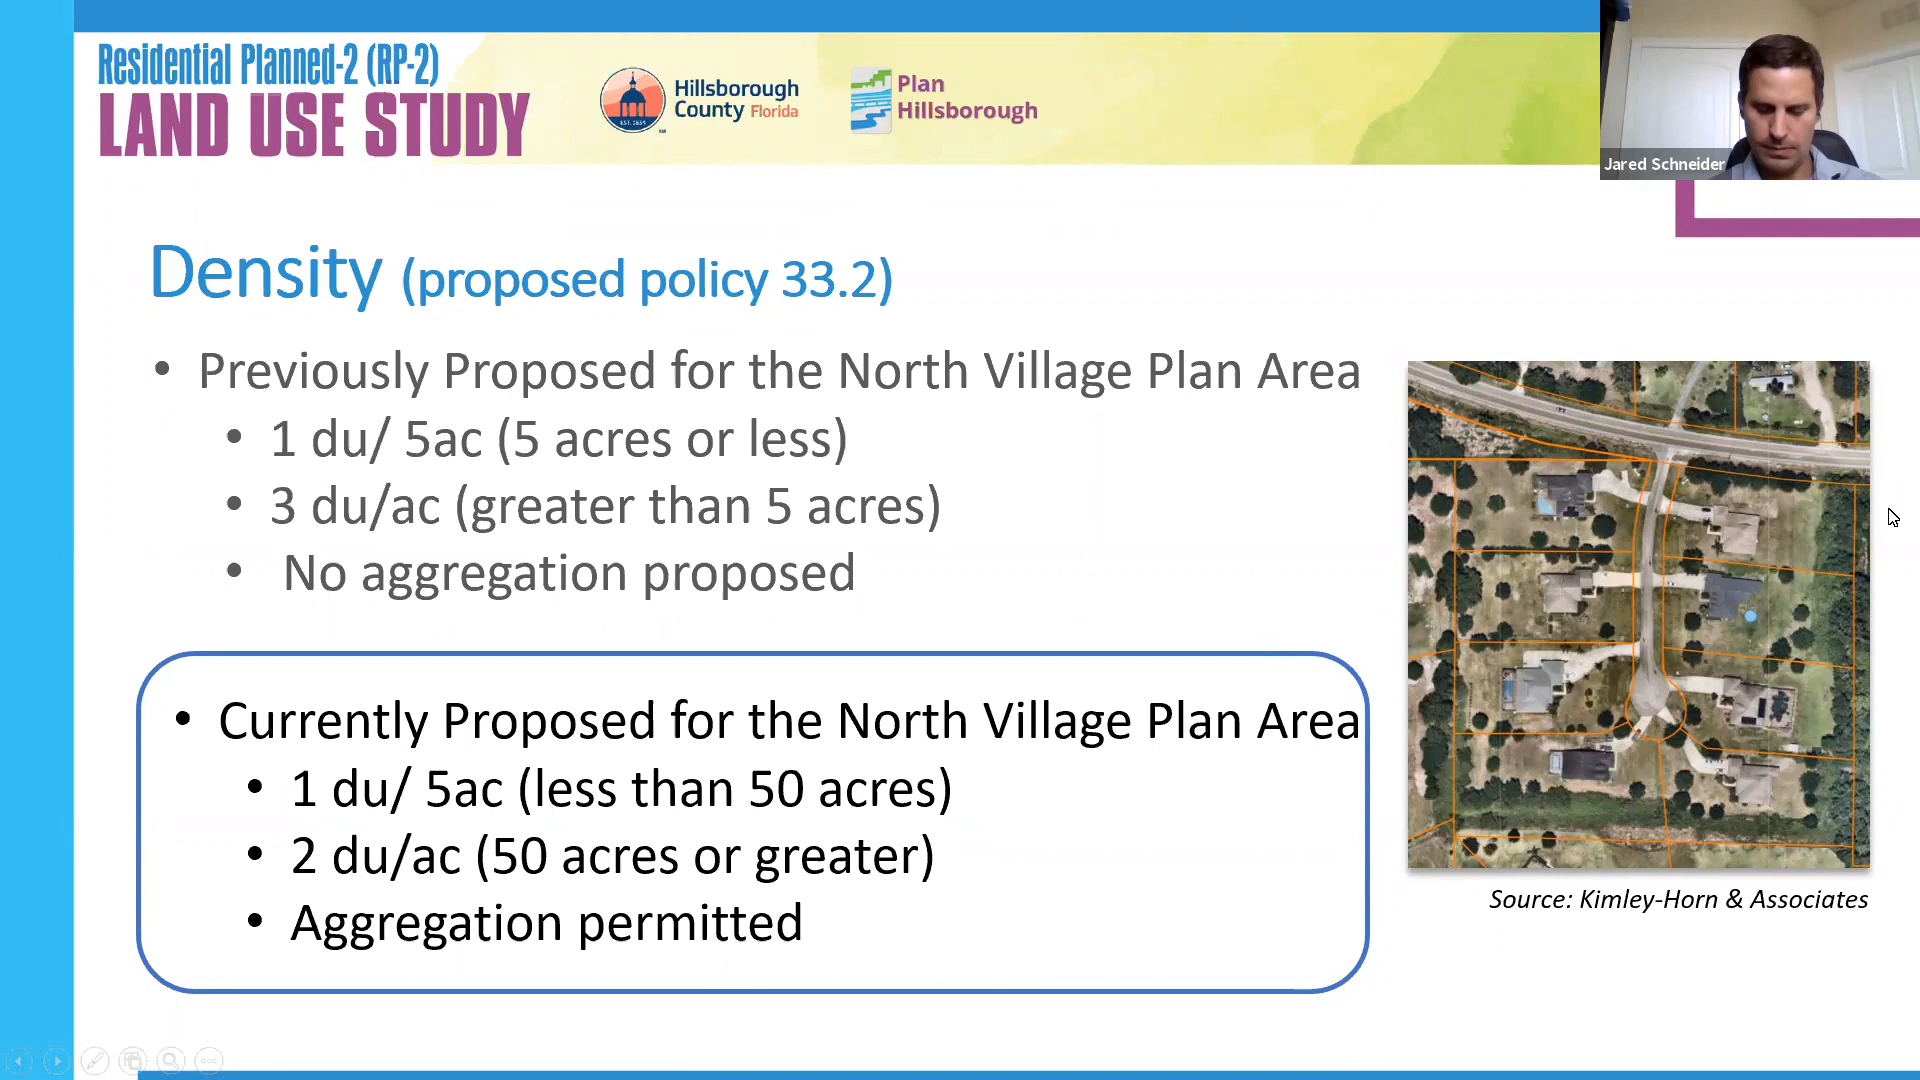 Residential Planned-2 (RP-2)
LAND USE STUDY
Hillsborough
County Florida
EST. 1834
SM
Plan
Hillsborough
Jared Schneider
Density (proposed policy 33.2)
• Previously Proposed for the North Village Plan Area
• 1 du/ 5ac (5 acres or less)
• 3 du/ac (greater than 5 acres)
• No aggregation proposed
• Currently Proposed for the North Village Plan Area
• 1 du/ 5ac (less than 50 acres)
• 2 du/ac (50 acres or greater)
• Aggregation permitted
Source: Kimley-Horn & Associates